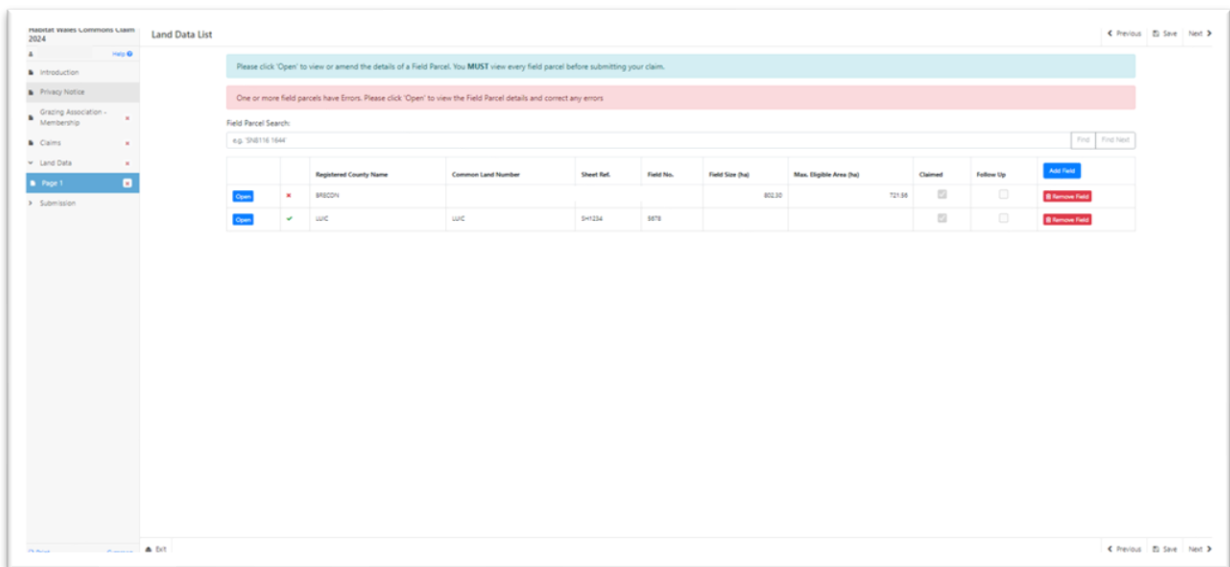 Habitat Wales Commons Claim
2024
Land Data List
Previous Save Next
Help
Introduction
Privacy Notice
Grazing Association -
Membership
Claims
Land Data
Page 1
Submission
Please click 'Open' to view or amend the details of a Field Parcel. You MUST view every field parcel before submitting your claim.
One or more field parcels have Errors. Please click 'Open' to view the Field Parcel details and correct any errors
Field Parcel Search:
e.g. 'SN8116 1644'
Find Find Next
Registered County Name Common Land Number Sheet Ref. Field No. Field Size (ha) Max. Eligible Area (ha) Claimed Follow Up Add Field
Open BRECON 802.30 721.56 Remove Field
Open LUIC LUIC SH1234 5678 Remove Field
Exit
Previous Save Next